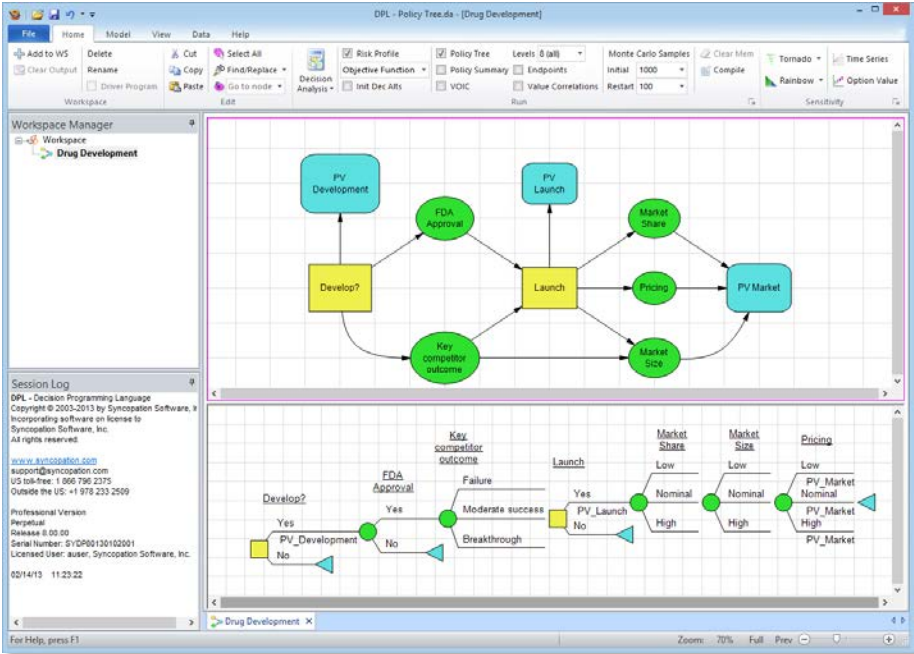 DPL - Policy Tree.da - [Drug Development]
File Home Model View Data Help
Add to WS Delete Cut Select All Risk Profile Policy Tree Levels 0 (all) Monte Carlo Samples Clear Mem Tornado Time Series
Clear Output Rename Copy Find/Replace Decision Analysis Objective Function Policy Summary Endpoints Initial 1000 Compile
Driver Program Paste Go to node Init Dec Alts VOIC Value Correlations Restart 100 Rainbow Option Value
Workspace Edit Run Sensitivity
Workspace Manager
Workspace
Drug Development
PV
Development
PV
Launch
FDA
Approval
Market
Share
Develop?
Launch
Pricing
PV Market
Key
competitor
outcome
Market
Size
Session Log
DPL - Decision Programming Language
Copyright © 2003-2013 by Syncopation Software, I
Incorporating software on license to
Syncopation Software, Inc.
All rights reserved.
www.syncopation.com
support@syncopation.com
US toll-free: 1 866 796 2375
Outside the US: +1 978 233 2509
Professional Version
Perpetual
Release 8.00.00
Serial Number: SYDP80130102001
Licensed User: auser, Syncopation Software, Inc.
02/14/13 11:23:22
Develop?
Yes
PV_Development
No
FDA
Approval
Yes
No
Key
competitor
outcome
Failure
Moderate success
Breakthrough
Launch
Yes
PV_Launch
No
Market
Share
Low
Nominal
High
Market
Size
Low
Nominal
High
Pricing
Low
PV_Market
Nominal
PV_Market
High
PV_Market
Drug Development
For Help, press F1
Zoom: 70% Full Prev